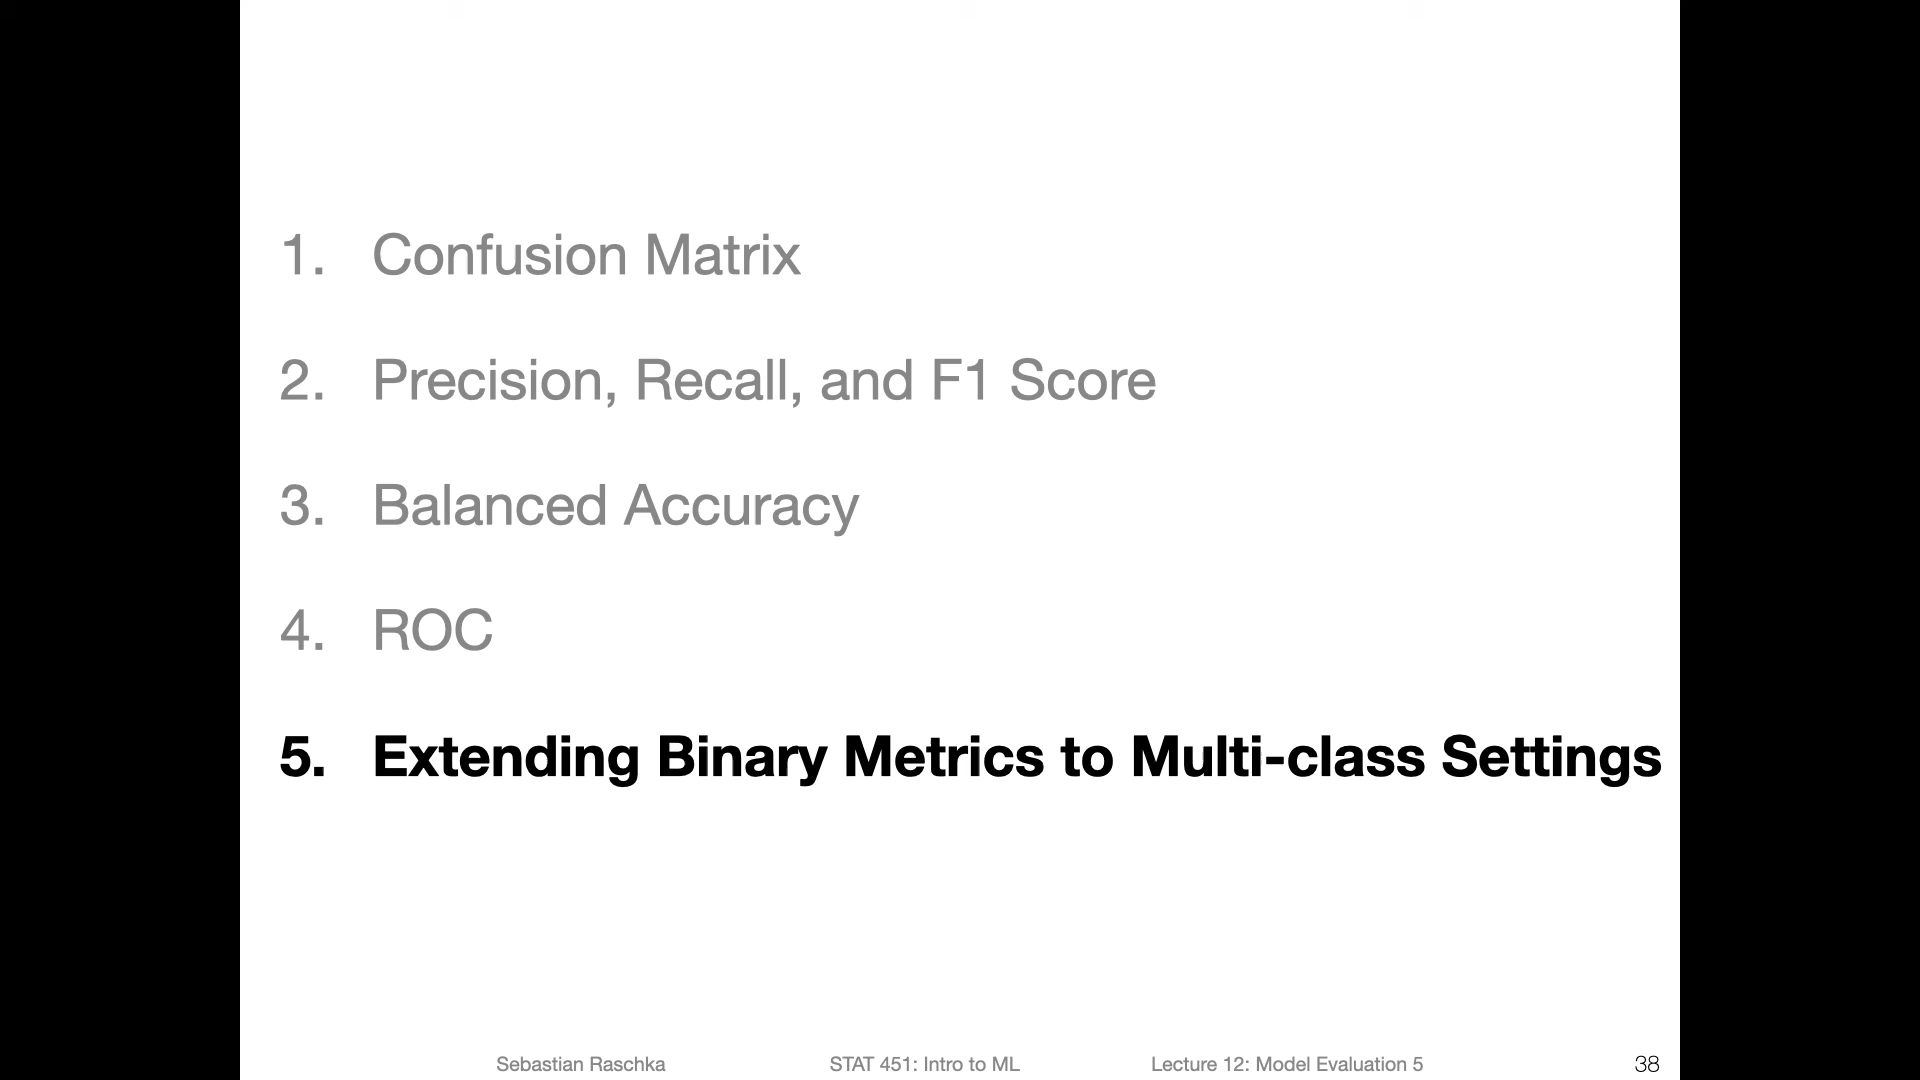 1. Confusion Matrix
2. Precision, Recall, and F1 Score
3. Balanced Accuracy
4. ROC
5. Extending Binary Metrics to Multi-class Settings
Sebastian Raschka STAT 451: Intro to ML Lecture 12: Model Evaluation 5 38